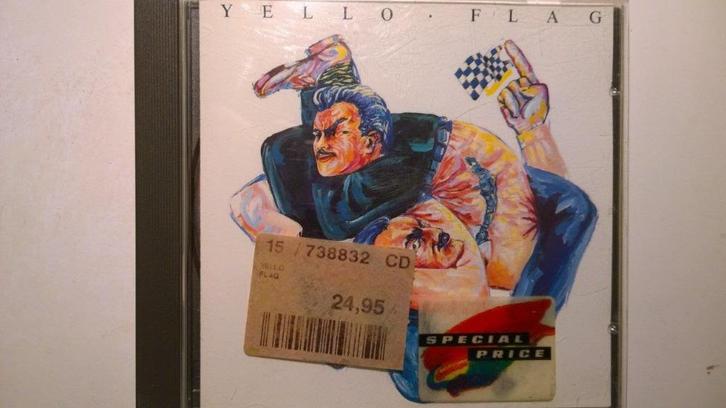 YELLO · FLAG
15 / 738832 CD
YELLO
FLAG
24,95
SPECIAL
PRICE